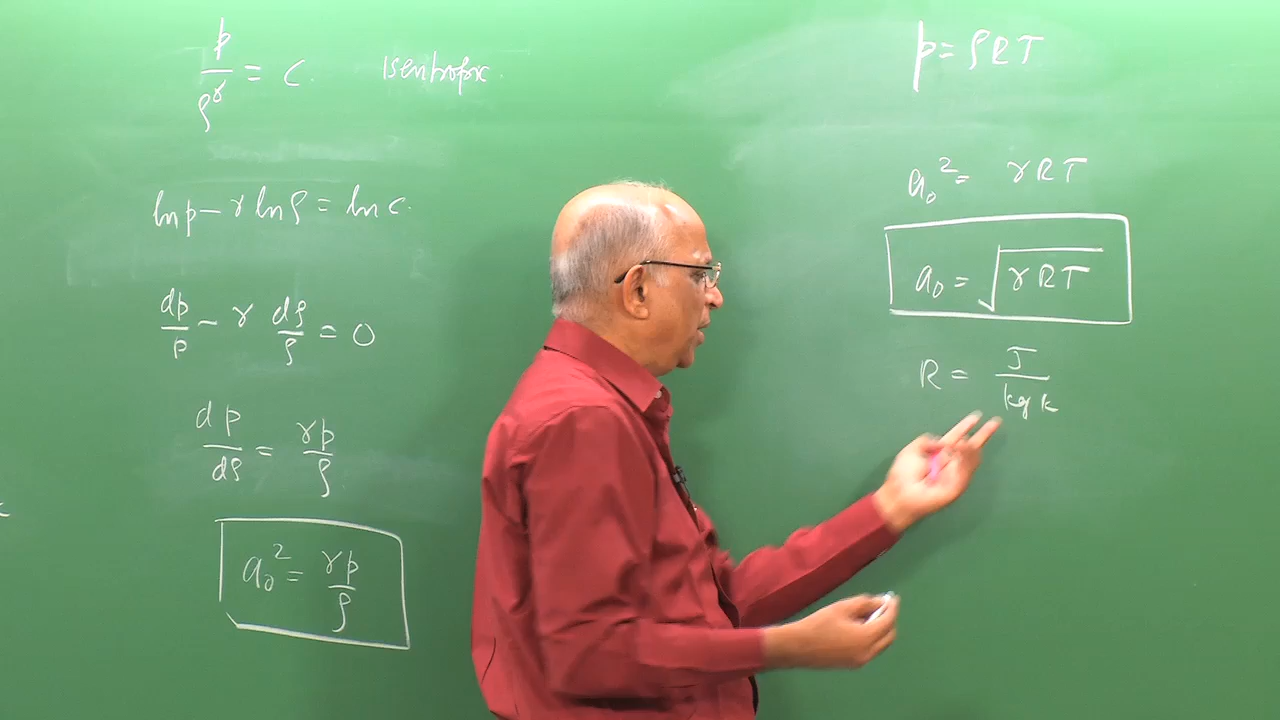 p/ρ^γ = c. isentropic.
ln p − γ ln ρ = ln c.
dp/p − γ dρ/ρ = 0
dp/dρ = γp/ρ
a₀² = γp/ρ
p = ρRT
a₀² = γRT
a₀ = √γRT
R = J/kg K